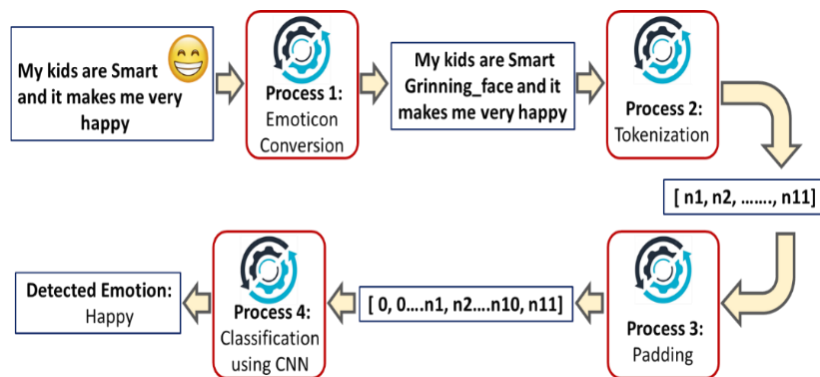 My kids are Smart
and it makes me very
happy
Process 1:
Emoticon
Conversion
My kids are Smart
Grinning_face and it
makes me very happy
Process 2:
Tokenization
[ n1, n2, ……., n11]
Process 3:
Padding
[ 0, 0….n1, n2….n10, n11]
Process 4:
Classification
using CNN
Detected Emotion:
Happy